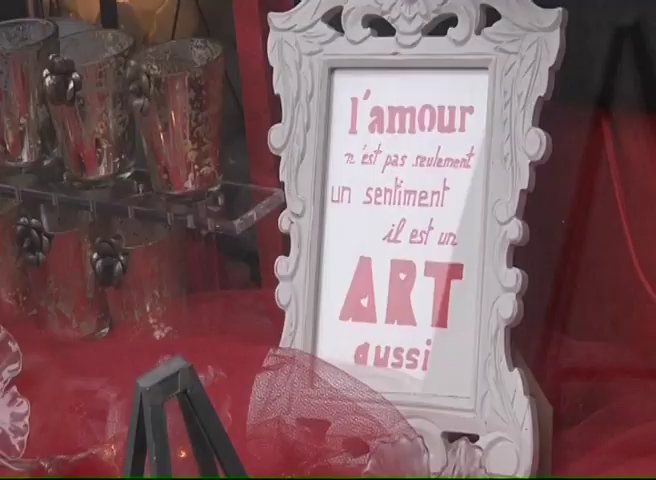 l'amour
n'est pas seulement
un sentiment
il est un
ART
aussi